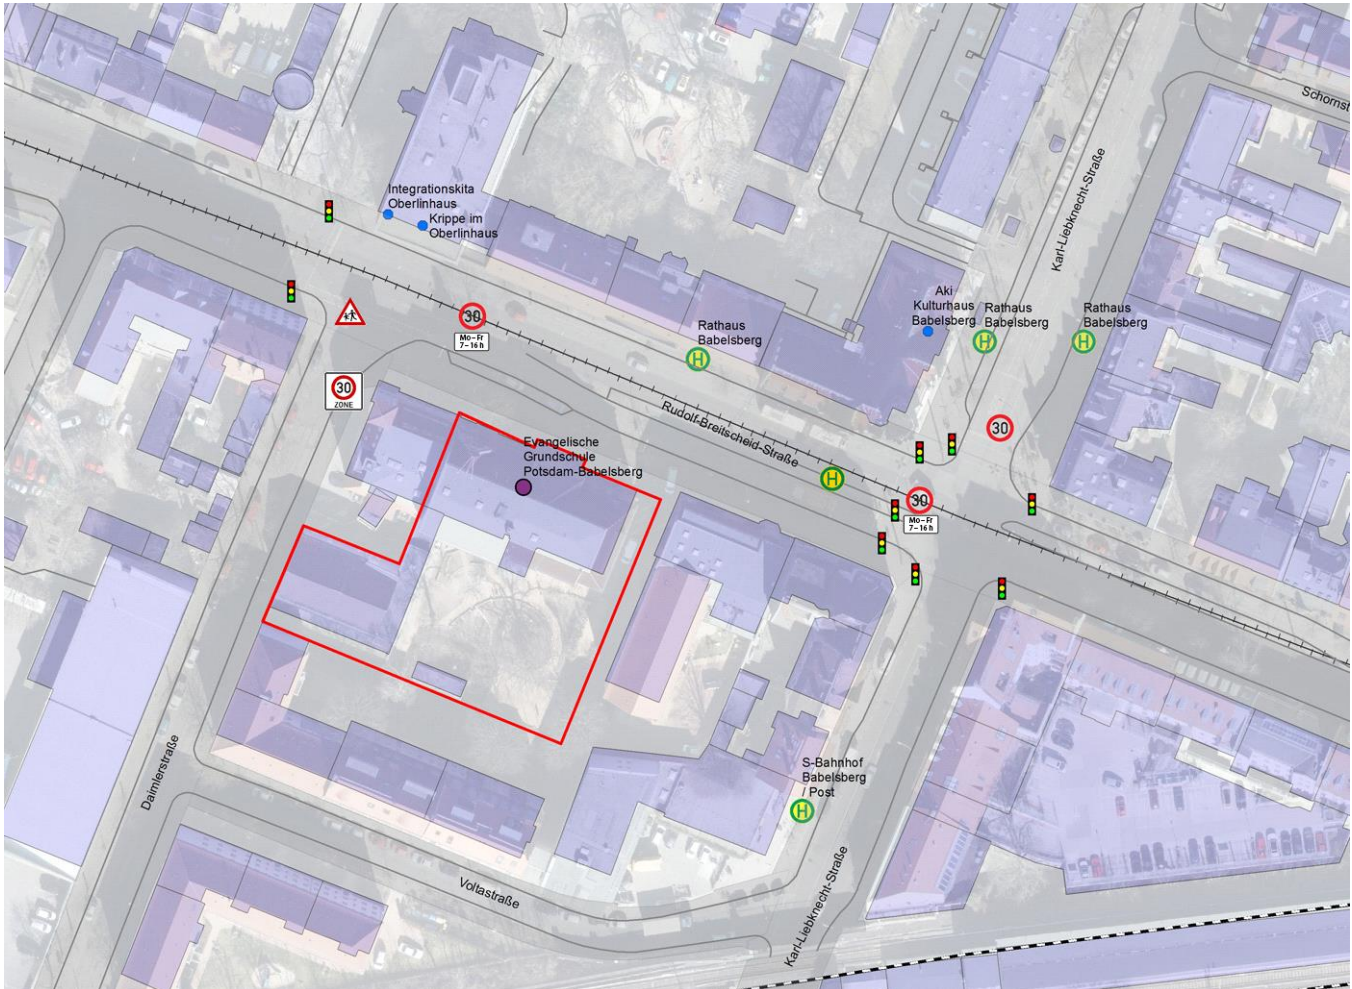 Schornst
Karl-Liebknecht-Straße
Integrationskita
Oberlinhaus
Krippe im
Oberlinhaus
Aki
Kulturhaus
Babelsberg
Rathaus
Babelsberg
H
Rathaus
Babelsberg
H
30
Mo–Fr
7–16 h
Rathaus
Babelsberg
H
30
ZONE
Rudolf-Breitscheid-Straße
30
Evangelische
Grundschule
Potsdam-Babelsberg
H
30
Mo–Fr
7–16 h
Daimlerstraße
S-Bahnhof
Babelsberg
/ Post
H
Voltastraße
Karl-Liebknecht-Straße